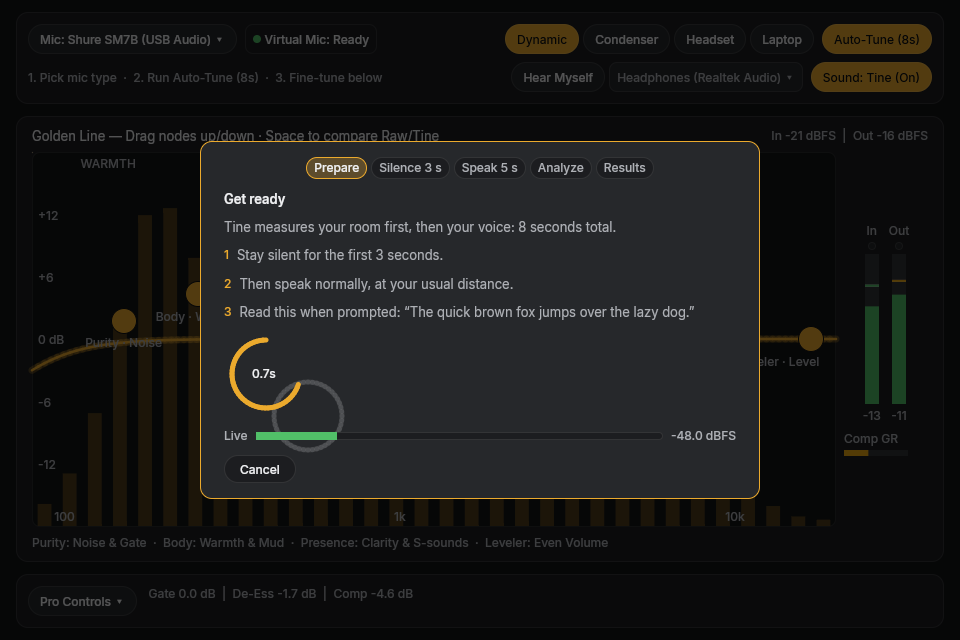 Mic: Shure SM7B (USB Audio) ▾ Virtual Mic: Ready Dynamic Condenser Headset Laptop Auto-Tune (8s)
1. Pick mic type · 2. Run Auto-Tune (8s) · 3. Fine-tune below Hear Myself Headphones (Realtek Audio) ▾ Sound: Tine (On)
Golden Line — Drag nodes up/down · Space to compare Raw/Tine In -21 dBFS | Out -16 dBFS
WARMTH
Prepare Silence 3 s Speak 5 s Analyze Results
Get ready
Tine measures your room first, then your voice: 8 seconds total.
1 Stay silent for the first 3 seconds.
2 Then speak normally, at your usual distance.
3 Read this when prompted: “The quick brown fox jumps over the lazy dog.”
0.7s
Live -48.0 dBFS
Cancel
+12
+6
0 dB
-6
-12
Body ·
Purity · Noise
Level
In Out
-13 -11
Comp GR
100 1k 10k
Purity: Noise & Gate · Body: Warmth & Mud · Presence: Clarity & S-sounds · Leveler: Even Volume
Pro Controls ▾ Gate 0.0 dB | De-Ess -1.7 dB | Comp -4.6 dB